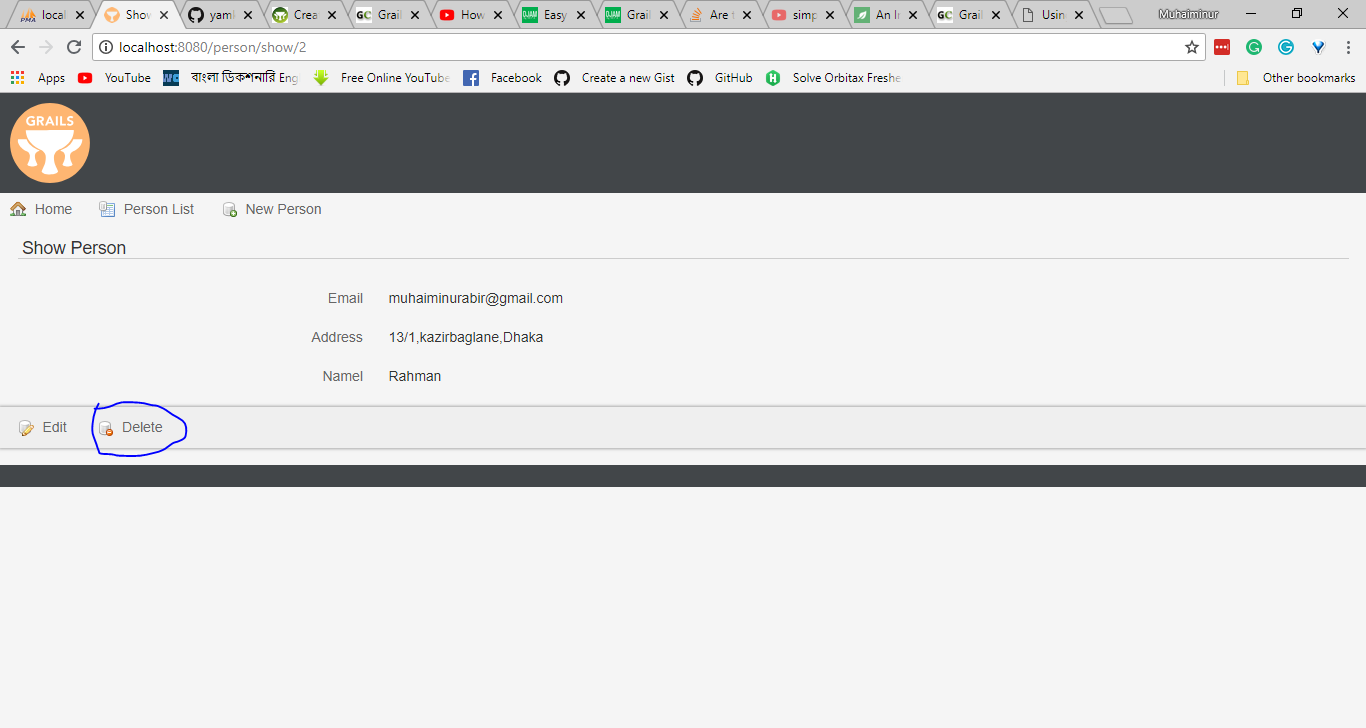 local Show yaml Crea Grail How Easy Grail Are t simp An In Grail Usin Muhaiminur
localhost:8080/person/show/2
Apps YouTube বাংলা ডিকশনারি Eng Free Online YouTube Facebook Create a new Gist GitHub Solve Orbitax Freshe Other bookmarks
GRAILS
Home Person List New Person
Show Person
Email muhaiminurabir@gmail.com
Address 13/1,kazirbaglane,Dhaka
Namel Rahman
Edit Delete